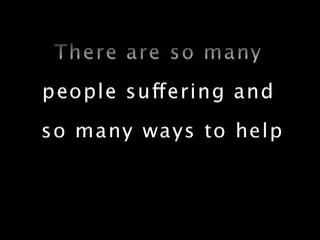 There are so many
people suffering and
so many ways to help